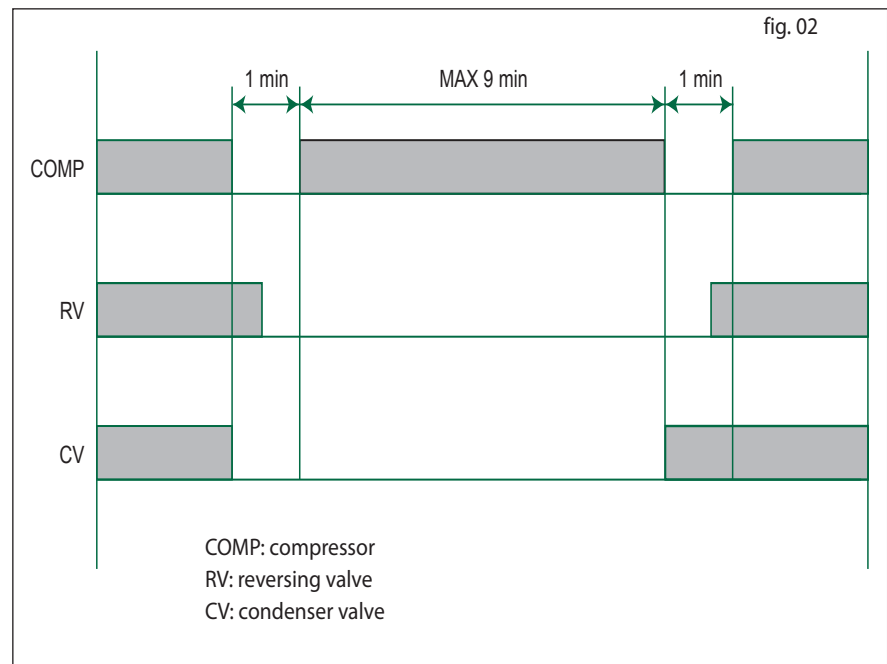 fig. 02
1 min MAX 9 min 1 min
COMP
RV
CV
COMP: compressor
RV: reversing valve
CV: condenser valve